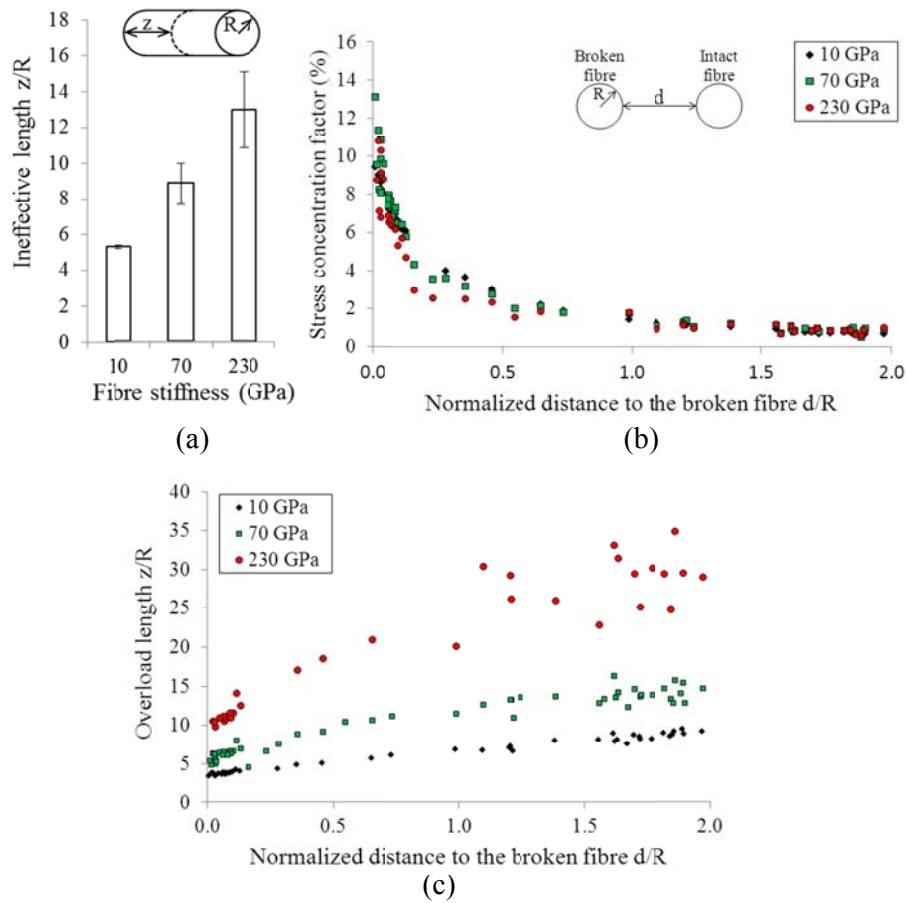 18
16
14
12
10
8
6
4
2
0
Ineffective length z/R
z
R
10
70
230
Fibre stiffness (GPa)
(a)
16
14
12
10
8
6
4
2
0
Stress concentration factor (%)
Broken fibre
R
d
Intact fibre
10 GPa
70 GPa
230 GPa
0.0
0.5
1.0
1.5
2.0
Normalized distance to the broken fibre d/R
(b)
40
35
30
25
20
15
10
5
0
Overload length z/R
10 GPa
70 GPa
230 GPa
0.0
0.5
1.0
1.5
2.0
Normalized distance to the broken fibre d/R
(c)